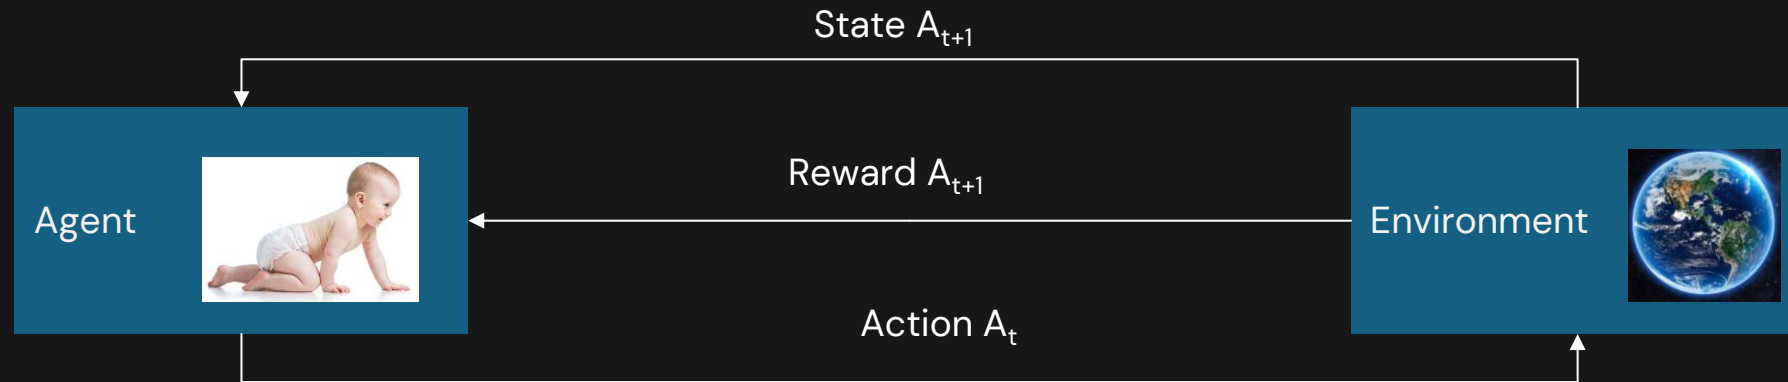 State Aₜ₊₁
Reward Aₜ₊₁
Agent
Environment
Action Aₜ